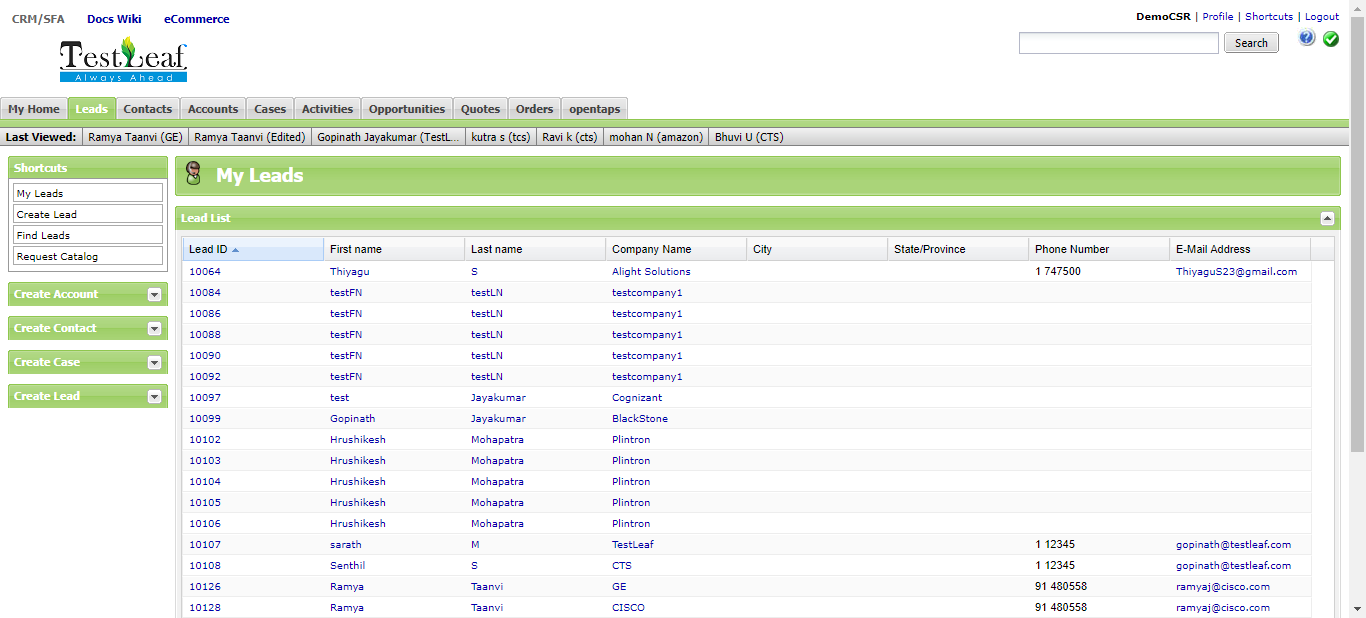 CRM/SFA Docs Wiki eCommerce
DemoCSR | Profile | Shortcuts | Logout
TestLeaf
Always Ahead
Search
My Home Leads Contacts Accounts Cases Activities Opportunities Quotes Orders opentaps
Last Viewed: Ramya Taanvi (GE) Ramya Taanvi (Edited) Gopinath Jayakumar (TestL... kutra s (tcs) Ravi k (cts) mohan N (amazon) Bhuvi U (CTS)
Shortcuts
My Leads
Create Lead
Find Leads
Request Catalog
Create Account
Create Contact
Create Case
Create Lead
My Leads
Lead List
Lead ID First name Last name Company Name City State/Province Phone Number E-Mail Address
10064 Thiyagu S Alight Solutions 1 747500 ThiyaguS23@gmail.com
10084 testFN testLN testcompany1
10086 testFN testLN testcompany1
10088 testFN testLN testcompany1
10090 testFN testLN testcompany1
10092 testFN testLN testcompany1
10097 test Jayakumar Cognizant
10099 Gopinath Jayakumar BlackStone
10102 Hrushikesh Mohapatra Plintron
10103 Hrushikesh Mohapatra Plintron
10104 Hrushikesh Mohapatra Plintron
10105 Hrushikesh Mohapatra Plintron
10106 Hrushikesh Mohapatra Plintron
10107 sarath M TestLeaf 1 12345 gopinath@testleaf.com
10108 Senthil S CTS 1 12345 gopinath@testleaf.com
10126 Ramya Taanvi GE 91 480558 ramyaj@cisco.com
10128 Ramya Taanvi CISCO 91 480558 ramyaj@cisco.com